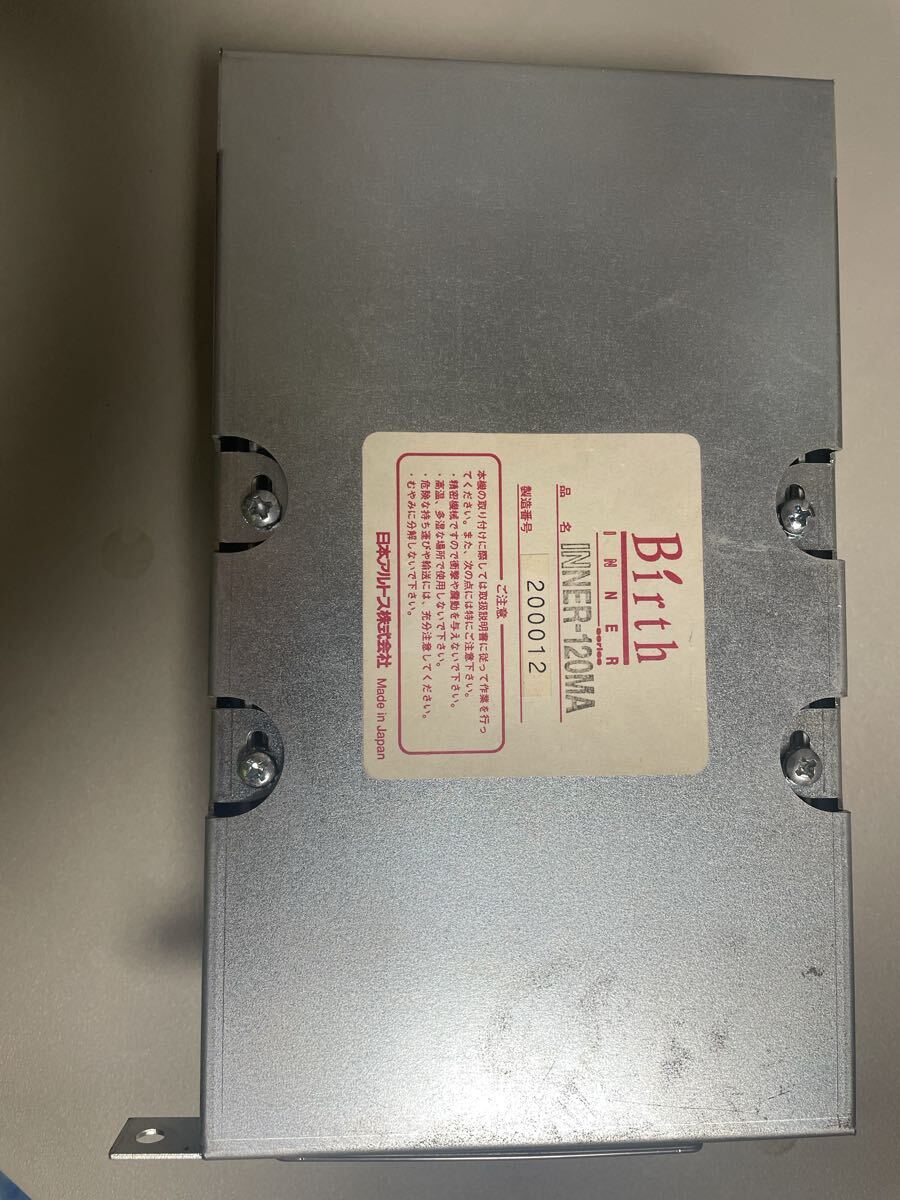 Birth
INNER
series
品 名 INNER-120MA
製造番号 200012
ご注意
本機の取り付けに際しては取扱説明書に従って作業を行っ
てください。また、次の点には特にご注意下さい。
・精密機械ですので衝撃や震動を与えないで下さい。
・高温、多湿な場所で使用しないで下さい。
・危険な持ち運びや輸送には、充分注意してください。
・むやみに分解しないで下さい。
日本アルトース株式会社 Made in Japan